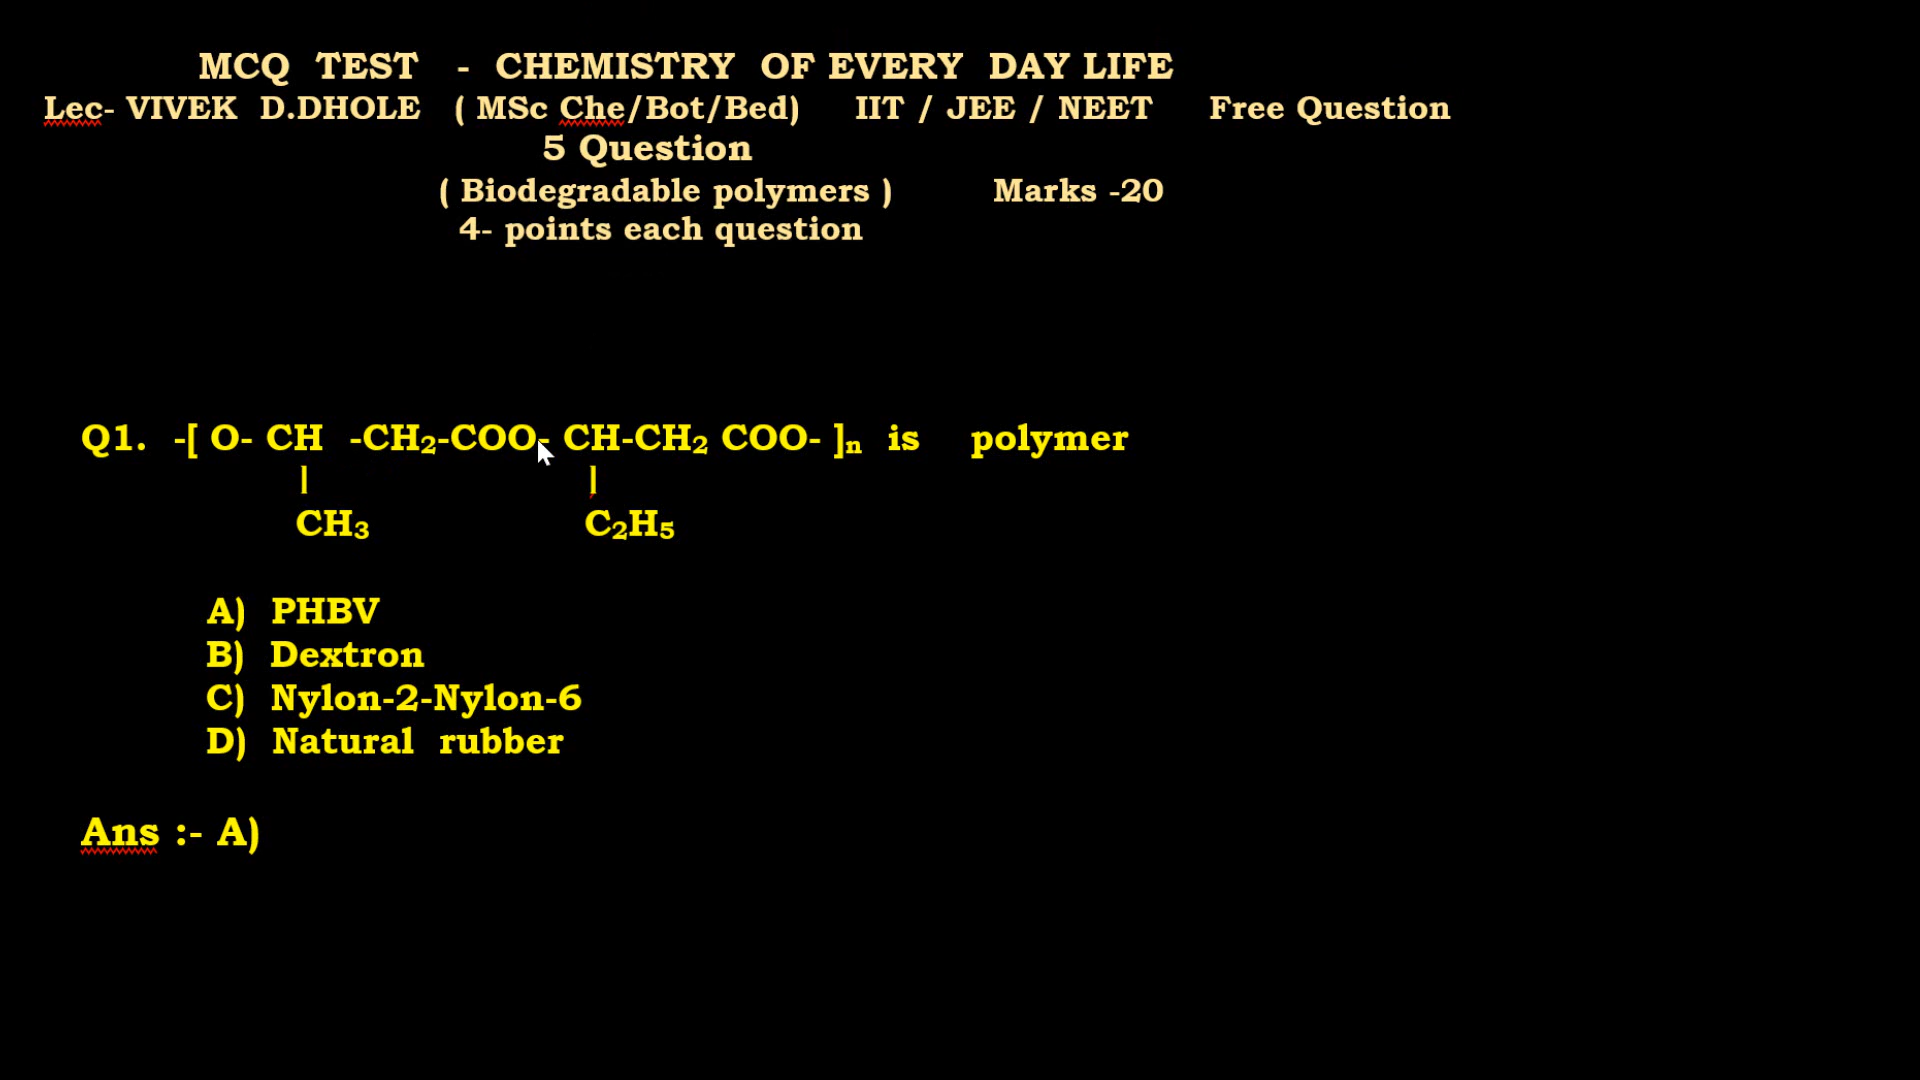 MCQ TEST - CHEMISTRY OF EVERY DAY LIFE
Lec- VIVEK D.DHOLE ( MSc Che/Bot/Bed) IIT / JEE / NEET Free Question
5 Question
( Biodegradable polymers ) Marks -20
4- points each question
Q1. -[ O- CH -CH₂-COO- CH-CH₂ COO- ]ₙ is polymer
| |
CH₃ C₂H₅
A) PHBV
B) Dextron
C) Nylon-2-Nylon-6
D) Natural rubber
Ans :- A)